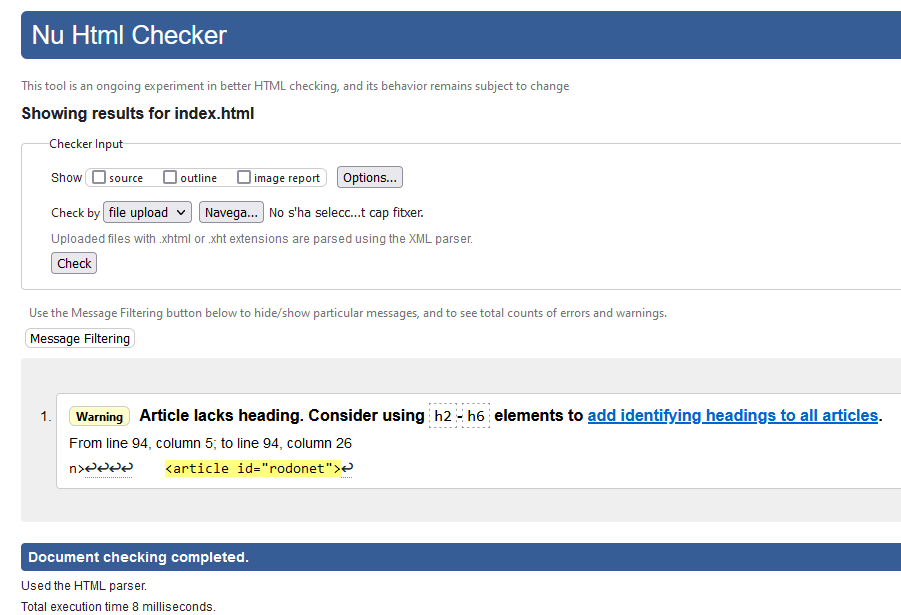 Nu Html Checker
This tool is an ongoing experiment in better HTML checking, and its behavior remains subject to change
Showing results for index.html
Checker Input
Show source outline image report Options...
Check by file upload Navega... No s'ha selecc...t cap fitxer.
Uploaded files with .xhtml or .xht extensions are parsed using the XML parser.
Check
Use the Message Filtering button below to hide/show particular messages, and to see total counts of errors and warnings.
Message Filtering
1. Warning Article lacks heading. Consider using h2-h6 elements to add identifying headings to all articles.
From line 94, column 5; to line 94, column 26
n>↩↩↩↩ <article id="rodonet">↩
Document checking completed.
Used the HTML parser.
Total execution time 8 milliseconds.